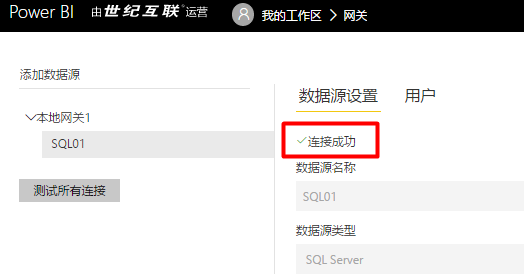 Power BI 由世纪互联®运营 我的工作区 > 网关
添加数据源
本地网关1
SQL01
测试所有连接
数据源设置 用户
连接成功
数据源名称
SQL01
数据源类型
SQL Server